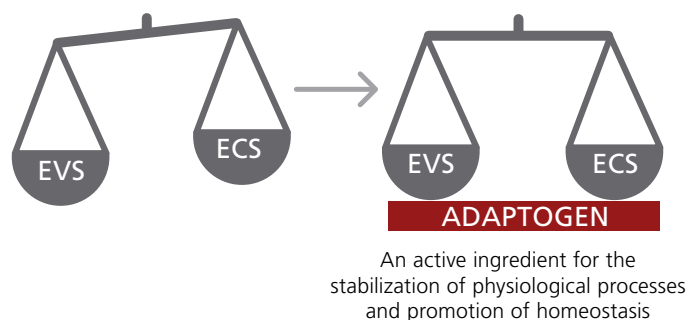 EVS
ECS
EVS
ECS
ADAPTOGEN
An active ingredient for the
stabilization of physiological processes
and promotion of homeostasis